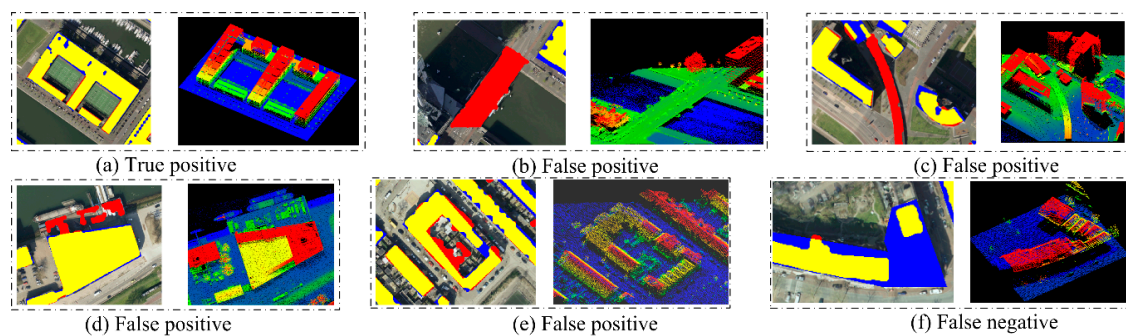 (a) True positive
(b) False positive
(c) False positive
(d) False positive
(e) False positive
(f) False negative